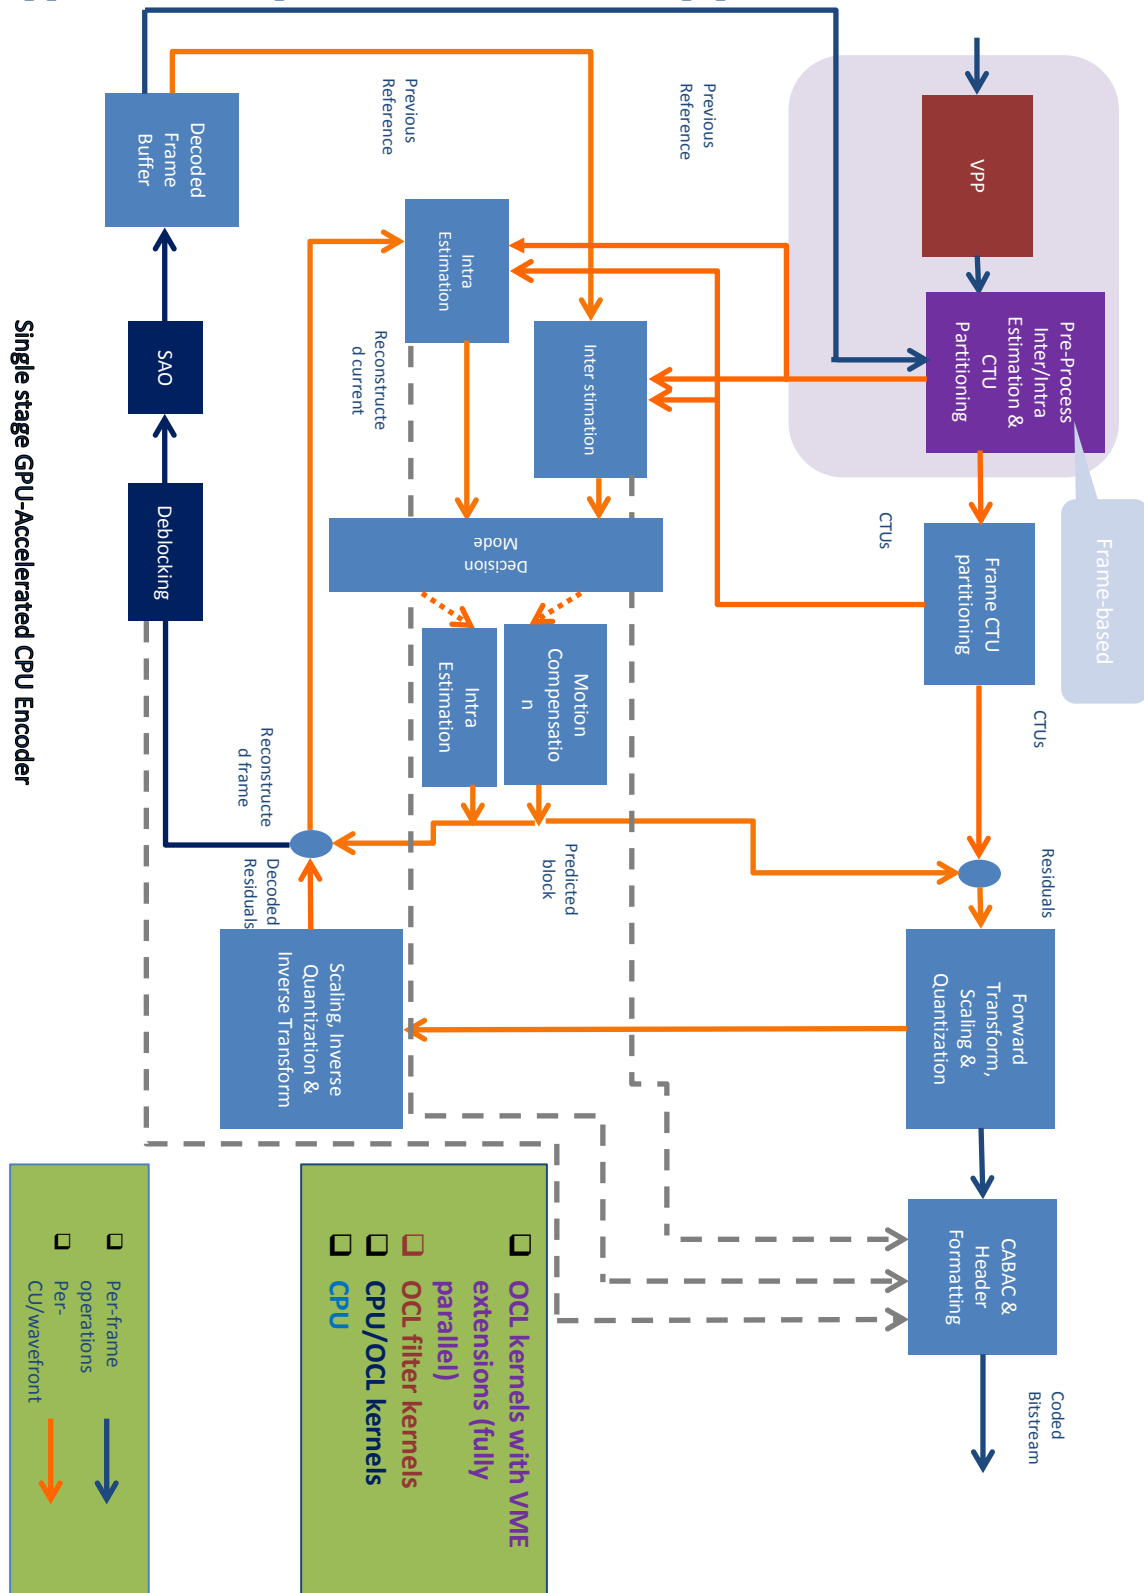 VPP
Pre-Process
Inter/Intra
Estimation &
CTU
Partitioning
Frame-based
CTUs
Frame CTU
partitioning
CTUs
Residuals
Forward
Transform,
Scaling &
Quantization
CABAC &
Header
Formatting
Coded
Bitstream
Previous
Reference
Previous
Reference
Intra
Estimation
Inter stimation
Reconstructe
d current
Decision
Mode
Motion
Compensatio
n
Intra
Estimation
Predicted
block
Decoded
Frame
Buffer
SAO
Deblocking
Reconstructe
d frame
Decoded
Residuals
Scaling, Inverse
Quantization &
Inverse Transform
OCL kernels with VME
extensions (fully
parallel)
OCL filter kernels
CPU/OCL kernels
CPU
Per-frame
operations
Per-
CU/wavefront
Single stage GPU-Accelerated CPU Encoder